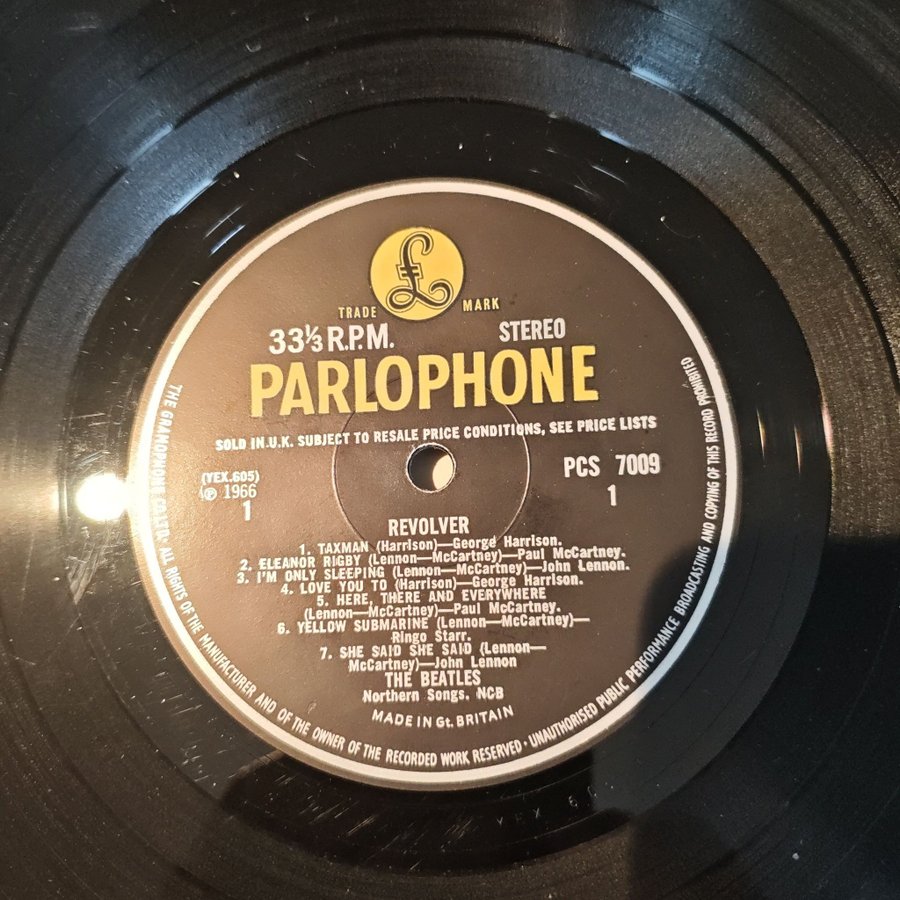 £
TRADE MARK
33⅓ R.P.M. STEREO
PARLOPHONE
SOLD IN U.K. SUBJECT TO RESALE PRICE CONDITIONS, SEE PRICE LISTS
(YEX.605) PCS 7009
℗ 1966 1
1
REVOLVER
1. TAXMAN (Harrison)—George Harrison.
2. ELEANOR RIGBY (Lennon—McCartney)—Paul McCartney.
3. I'M ONLY SLEEPING (Lennon—McCartney)—John Lennon.
4. LOVE YOU TO (Harrison)—George Harrison.
5. HERE, THERE AND EVERYWHERE
(Lennon—McCartney)—Paul McCartney.
6. YELLOW SUBMARINE (Lennon—McCartney)—
Ringo Starr.
7. SHE SAID SHE SAID (Lennon—
McCartney)—John Lennon
THE BEATLES
Northern Songs. NCB
MADE IN Gt. BRITAIN
THE GRAMOPHONE CO. LTD. ALL RIGHTS OF THE MANUFACTURER AND OF THE OWNER OF THE RECORDED WORK RESERVED · UNAUTHORISED PUBLIC PERFORMANCE BROADCASTING AND COPYING OF THIS RECORD PROHIBITED
YEX 60